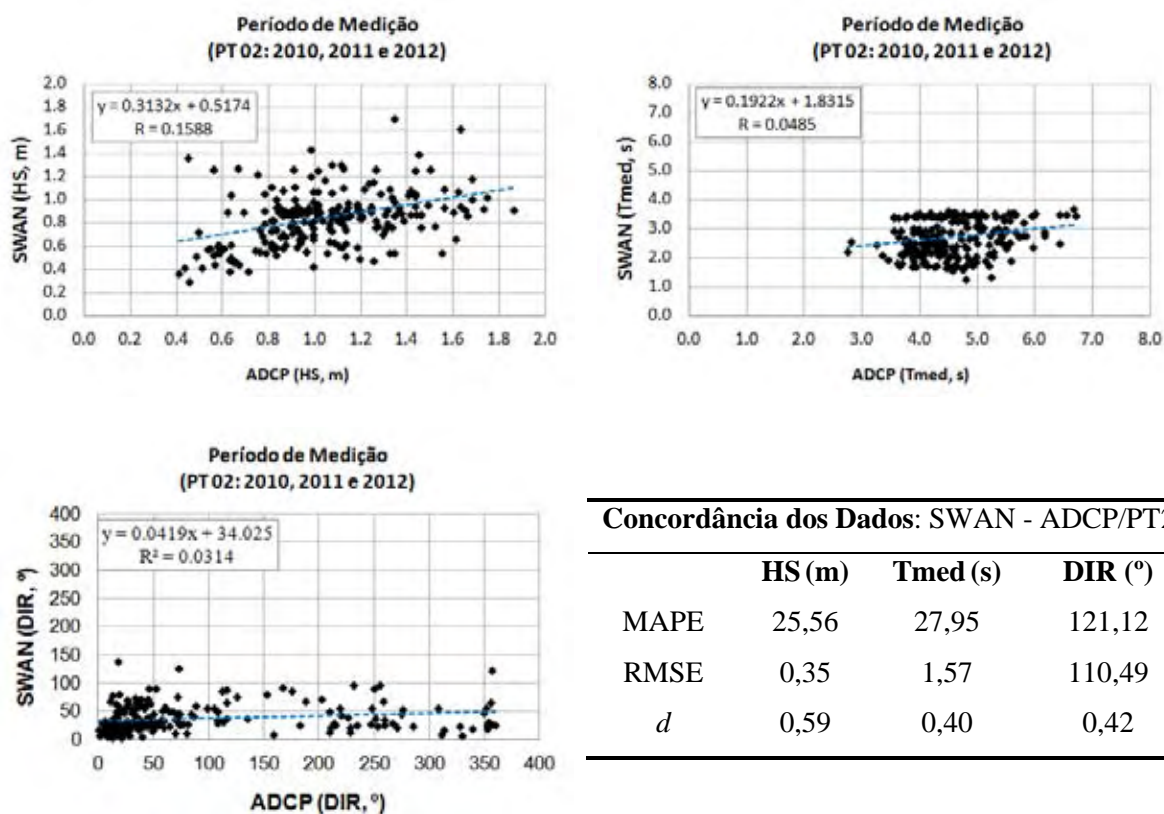 Período de Medição
(PT 02: 2010, 2011 e 2012)
y = 0.3132x + 0.5174
R = 0.1588
SWAN (HS, m)
2.0
1.8
1.6
1.4
1.2
1.0
0.8
0.6
0.4
0.2
0.0
0.0 0.2 0.4 0.6 0.8 1.0 1.2 1.4 1.6 1.8 2.0
ADCP (HS, m)
Período de Medição
(PT 02: 2010, 2011 e 2012)
y = 0.1922x + 1.8315
R = 0.0485
SWAN (Tmed, s)
8.0
7.0
6.0
5.0
4.0
3.0
2.0
1.0
0.0
0.0 1.0 2.0 3.0 4.0 5.0 6.0 7.0 8.0
ADCP (Tmed, s)
Período de Medição
(PT 02: 2010, 2011 e 2012)
y = 0.0419x + 34.025
R² = 0.0314
SWAN (DIR, º)
400
350
300
250
200
150
100
50
0
0 50 100 150 200 250 300 350 400
ADCP (DIR, º)
Concordância dos Dados: SWAN - ADCP/PT2
HS (m) Tmed (s) DIR (º)
MAPE 25,56 27,95 121,12
RMSE 0,35 1,57 110,49
d 0,59 0,40 0,42